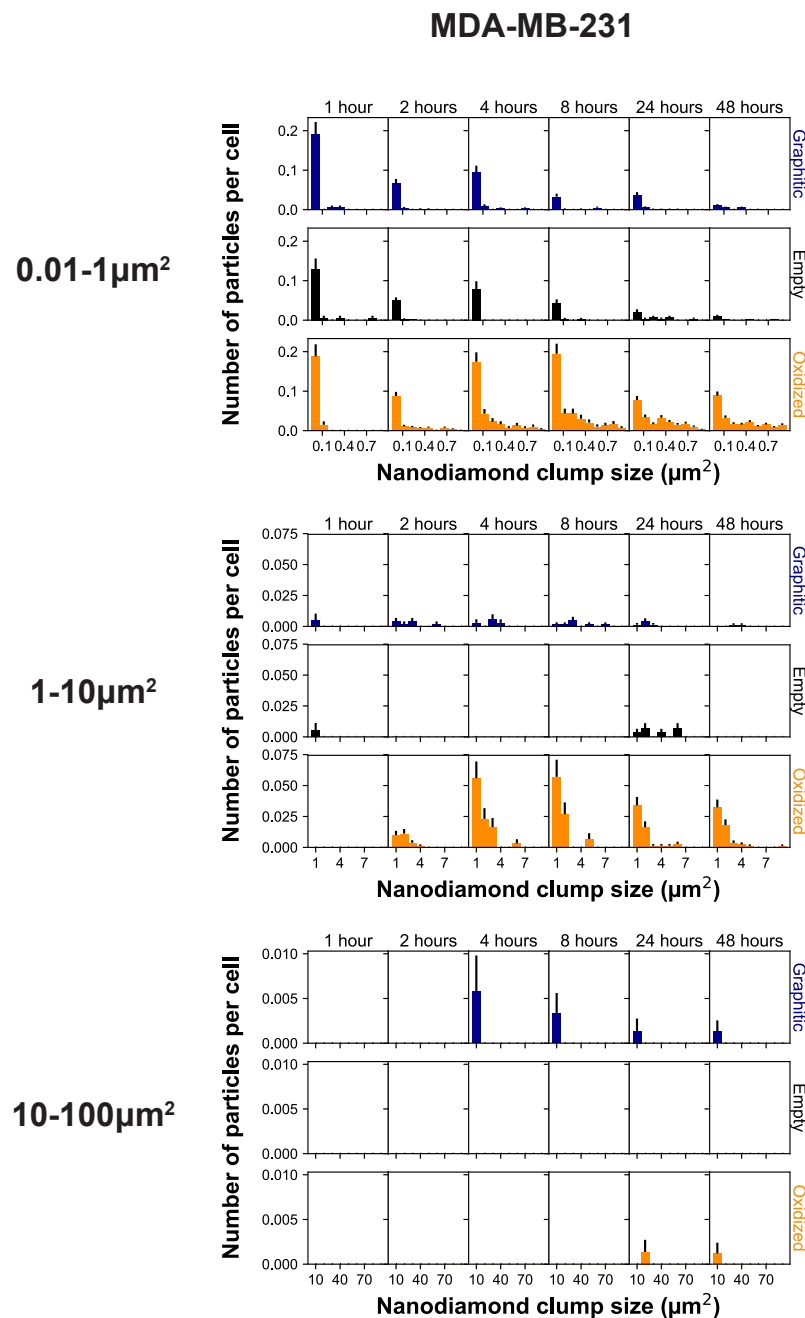 MDA-MB-231
0.01-1µm²
Number of particles per cell
1 hour 2 hours 4 hours 8 hours 24 hours 48 hours
0.2
0.1
0.0
Graphitic
0.2
0.1
0.0
Empty
0.2
0.1
0.0
Oxidized
0.1 0.4 0.7 0.1 0.4 0.7 0.1 0.4 0.7 0.1 0.4 0.7 0.1 0.4 0.7 0.1 0.4 0.7
Nanodiamond clump size (µm²)
1-10µm²
Number of particles per cell
1 hour 2 hours 4 hours 8 hours 24 hours 48 hours
0.075
0.050
0.025
0.000
Graphitic
0.075
0.050
0.025
0.000
Empty
0.075
0.050
0.025
0.000
Oxidized
1 4 7 1 4 7 1 4 7 1 4 7 1 4 7 1 4 7
Nanodiamond clump size (µm²)
10-100µm²
Number of particles per cell
1 hour 2 hours 4 hours 8 hours 24 hours 48 hours
0.010
0.005
0.000
Graphitic
0.010
0.005
0.000
Empty
0.010
0.005
0.000
Oxidized
10 40 70 10 40 70 10 40 70 10 40 70 10 40 70 10 40 70
Nanodiamond clump size (µm²)